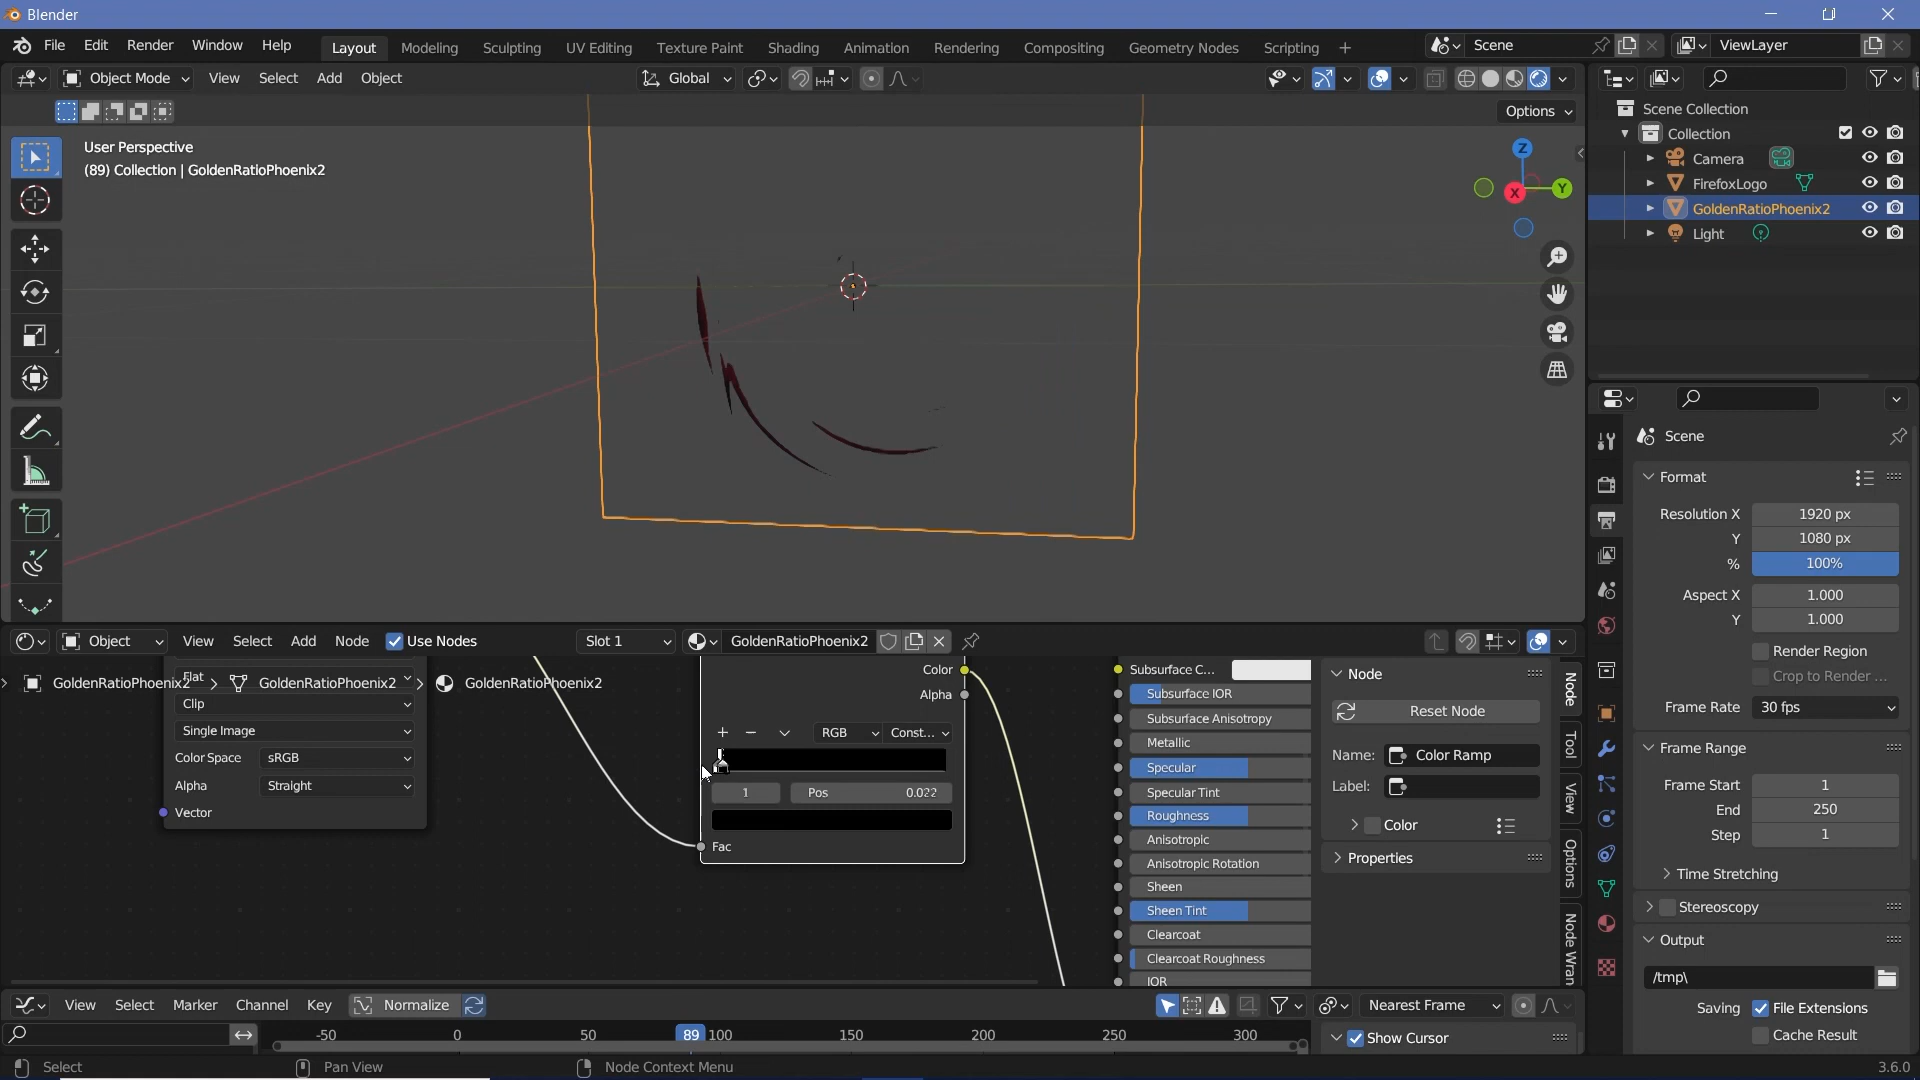 Blender
File Edit Render Window Help Layout Modeling Sculpting UV Editing Texture Paint Shading Animation Rendering Compositing Geometry Nodes Scripting + Scene ViewLayer
Object Mode View Select Add Object Global
Options
User Perspective
(89) Collection | GoldenRatioPhoenix2
Z
Y
X
Scene Collection
Collection
Camera
FirefoxLogo
GoldenRatioPhoenix2
Light
Scene
Format
Resolution X 1920 px
Y 1080 px
% 100%
Aspect X 1.000
Y 1.000
Render Region
Crop to Render ...
Frame Rate 30 fps
Frame Range
Frame Start 1
End 250
Step 1
Time Stretching
Stereoscopy
Output
/tmp\
Saving File Extensions
Cache Result
Object View Select Add Node Use Nodes Slot 1 GoldenRatioPhoenix2
GoldenRatioPhoenix2 > GoldenRatioPhoenix2 > GoldenRatioPhoenix2
Flat
Clip
Single Image
Color Space sRGB
Alpha Straight
Vector
Color
Alpha
RGB Const...
1 Pos 0.022
Fac
Subsurface C...
Subsurface IOR
Subsurface Anisotropy
Metallic
Specular
Specular Tint
Roughness
Anisotropic
Anisotropic Rotation
Sheen
Sheen Tint
Clearcoat
Clearcoat Roughness
IOR
Node
Reset Node
Name: Color Ramp
Label:
Color
Properties
Node
Tool
View
Options
Node Wran
View Select Marker Channel Key Normalize Nearest Frame
-50 0 50 89 100 150 200 250 300
Show Cursor
Select Pan View Node Context Menu 3.6.0